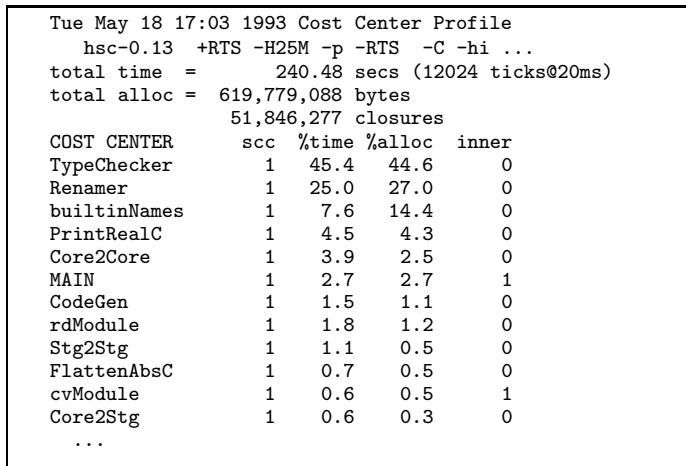 Tue May 18 17:03 1993 Cost Center Profile
hsc-0.13 +RTS -H25M -p -RTS -C -hi ...
total time = 240.48 secs (12024 ticks@20ms)
total alloc = 619,779,088 bytes
51,846,277 closures
COST CENTER scc %time %alloc inner
TypeChecker 1 45.4 44.6 0
Renamer 1 25.0 27.0 0
builtinNames 1 7.6 14.4 0
PrintRealC 1 4.5 4.3 0
Core2Core 1 3.9 2.5 0
MAIN 1 2.7 2.7 1
CodeGen 1 1.5 1.1 0
rdModule 1 1.8 1.2 0
Stg2Stg 1 1.1 0.5 0
FlattenAbsC 1 0.7 0.5 0
cvModule 1 0.6 0.5 1
Core2Stg 1 0.6 0.3 0
...